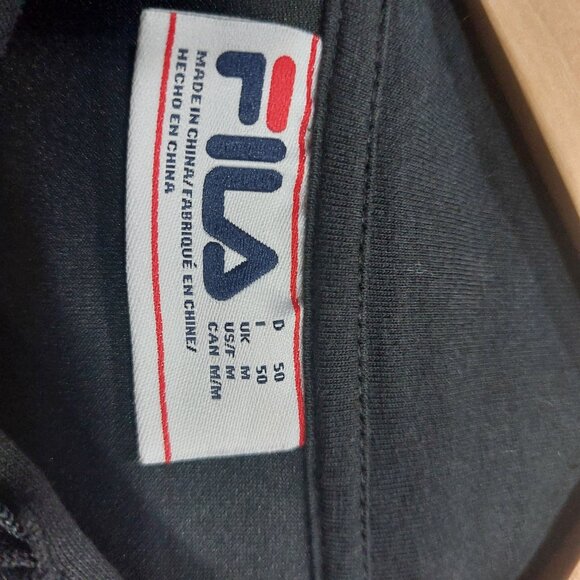 FILA
MADE IN CHINA/FABRIQUÉ EN CHINE/
HECHO EN CHINA
D 50
I 50
UK M
US/F M
CAN M/M